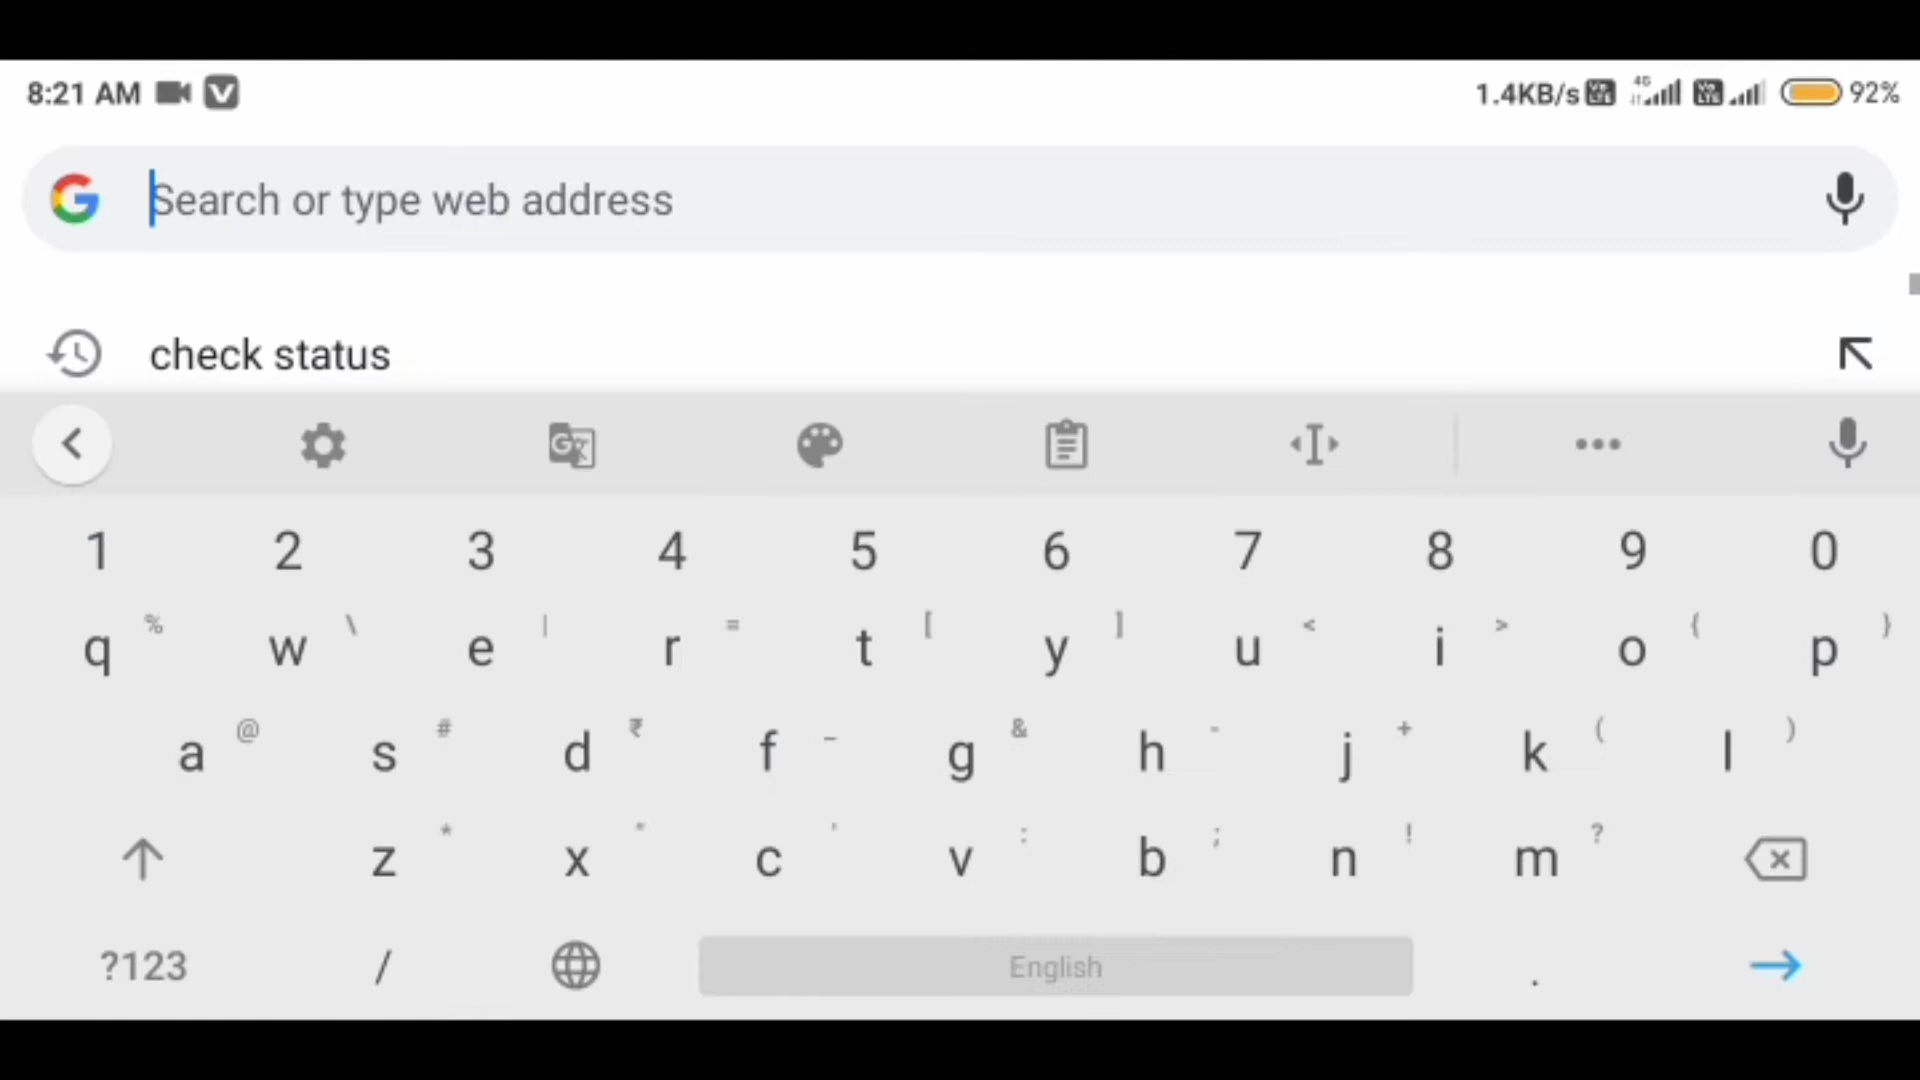 8:21 AM 1.4KB/s 4G 92%
Search or type web address
check status
1 2 3 4 5 6 7 8 9 0
q % w \ e | r = t [ y ] u < i > o { p }
a @ s # d ₹ f _ g & h - j + k ( l )
z * x " c ' v : b ; n ! m ?
?123 / English .